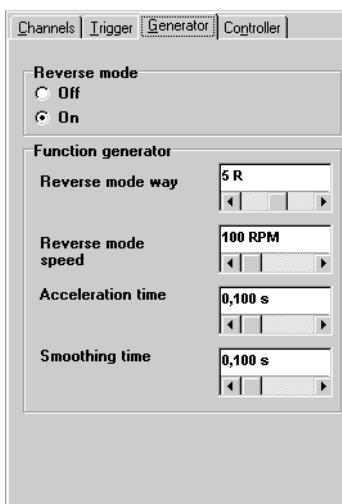 Channels Trigger Generator Controller
Reverse mode
Off
On
Function generator
Reverse mode way
5 R
Reverse mode
speed
100 RPM
Acceleration time
0,100 s
Smoothing time
0,100 s